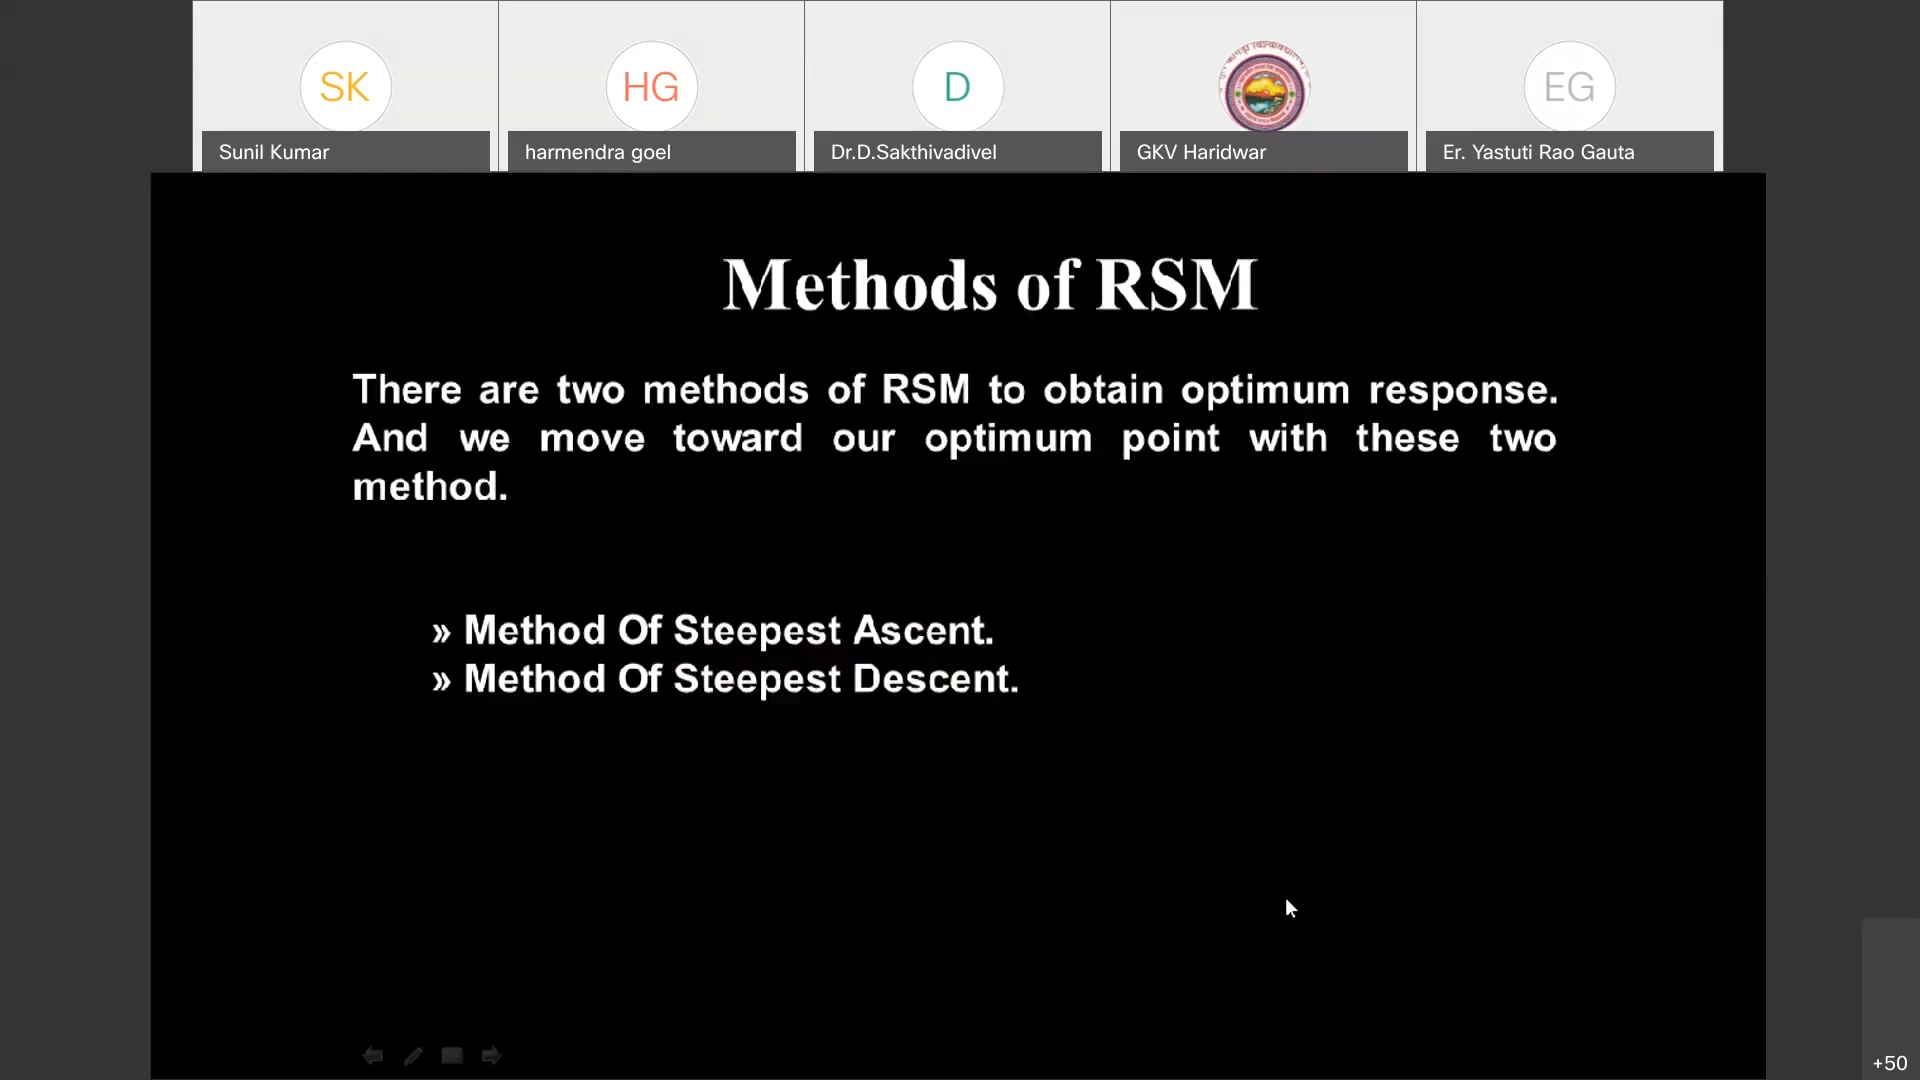 SK
HG
D
EG
Sunil Kumar
harmendra goel
Dr.D.Sakthivadivel
GKV Haridwar
Er. Yastuti Rao Gauta
Methods of RSM
There are two methods of RSM to obtain optimum response.
And we move toward our optimum point with these two
method.
» Method Of Steepest Ascent.
» Method Of Steepest Descent.
+50